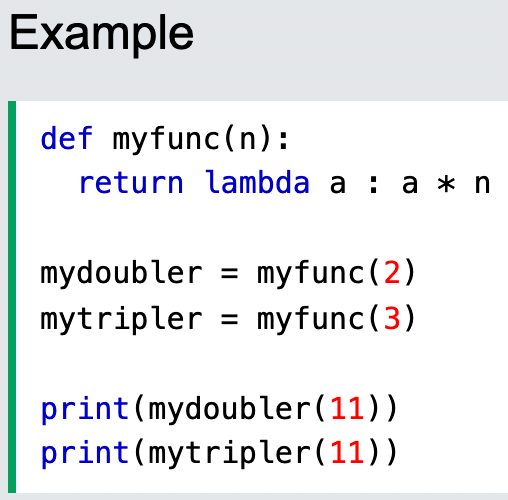 Example
def myfunc(n):
  return lambda a : a * n
mydoubler = myfunc(2)
mytripler = myfunc(3)
print(mydoubler(11))
print(mytripler(11))